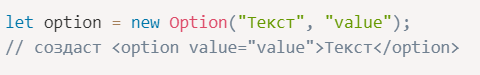 let option = new Option("Текст", "value");
// создаст <option value="value">Текст</option>